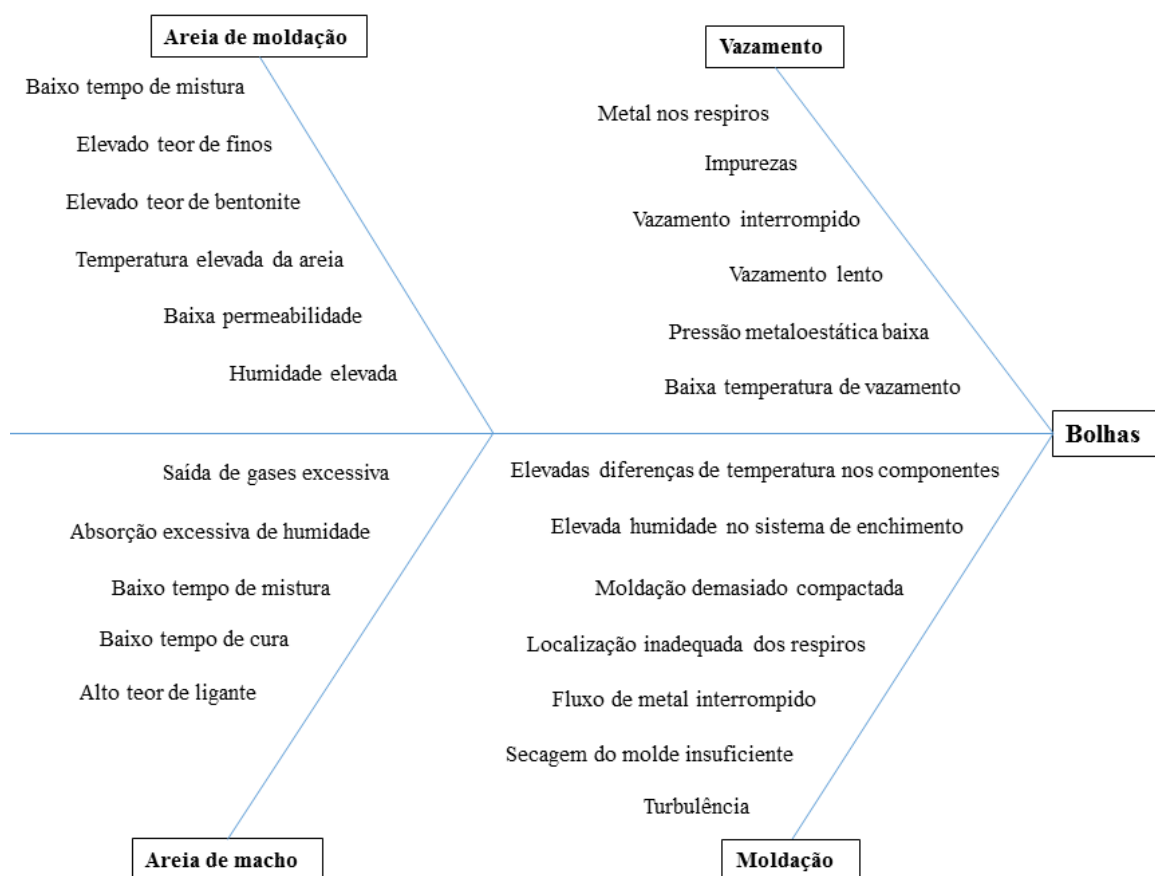 Areia de moldação
Baixo tempo de mistura
Elevado teor de finos
Elevado teor de bentonite
Temperatura elevada da areia
Baixa permeabilidade
Humidade elevada
Vazamento
Metal nos respiros
Impurezas
Vazamento interrompido
Vazamento lento
Pressão metaloestática baixa
Baixa temperatura de vazamento
Bolhas
Saída de gases excessiva
Absorção excessiva de humidade
Baixo tempo de mistura
Baixo tempo de cura
Alto teor de ligante
Areia de macho
Elevadas diferenças de temperatura nos componentes
Elevada humidade no sistema de enchimento
Moldação demasiado compactada
Localização inadequada dos respiros
Fluxo de metal interrompido
Secagem do molde insuficiente
Turbulência
Moldação